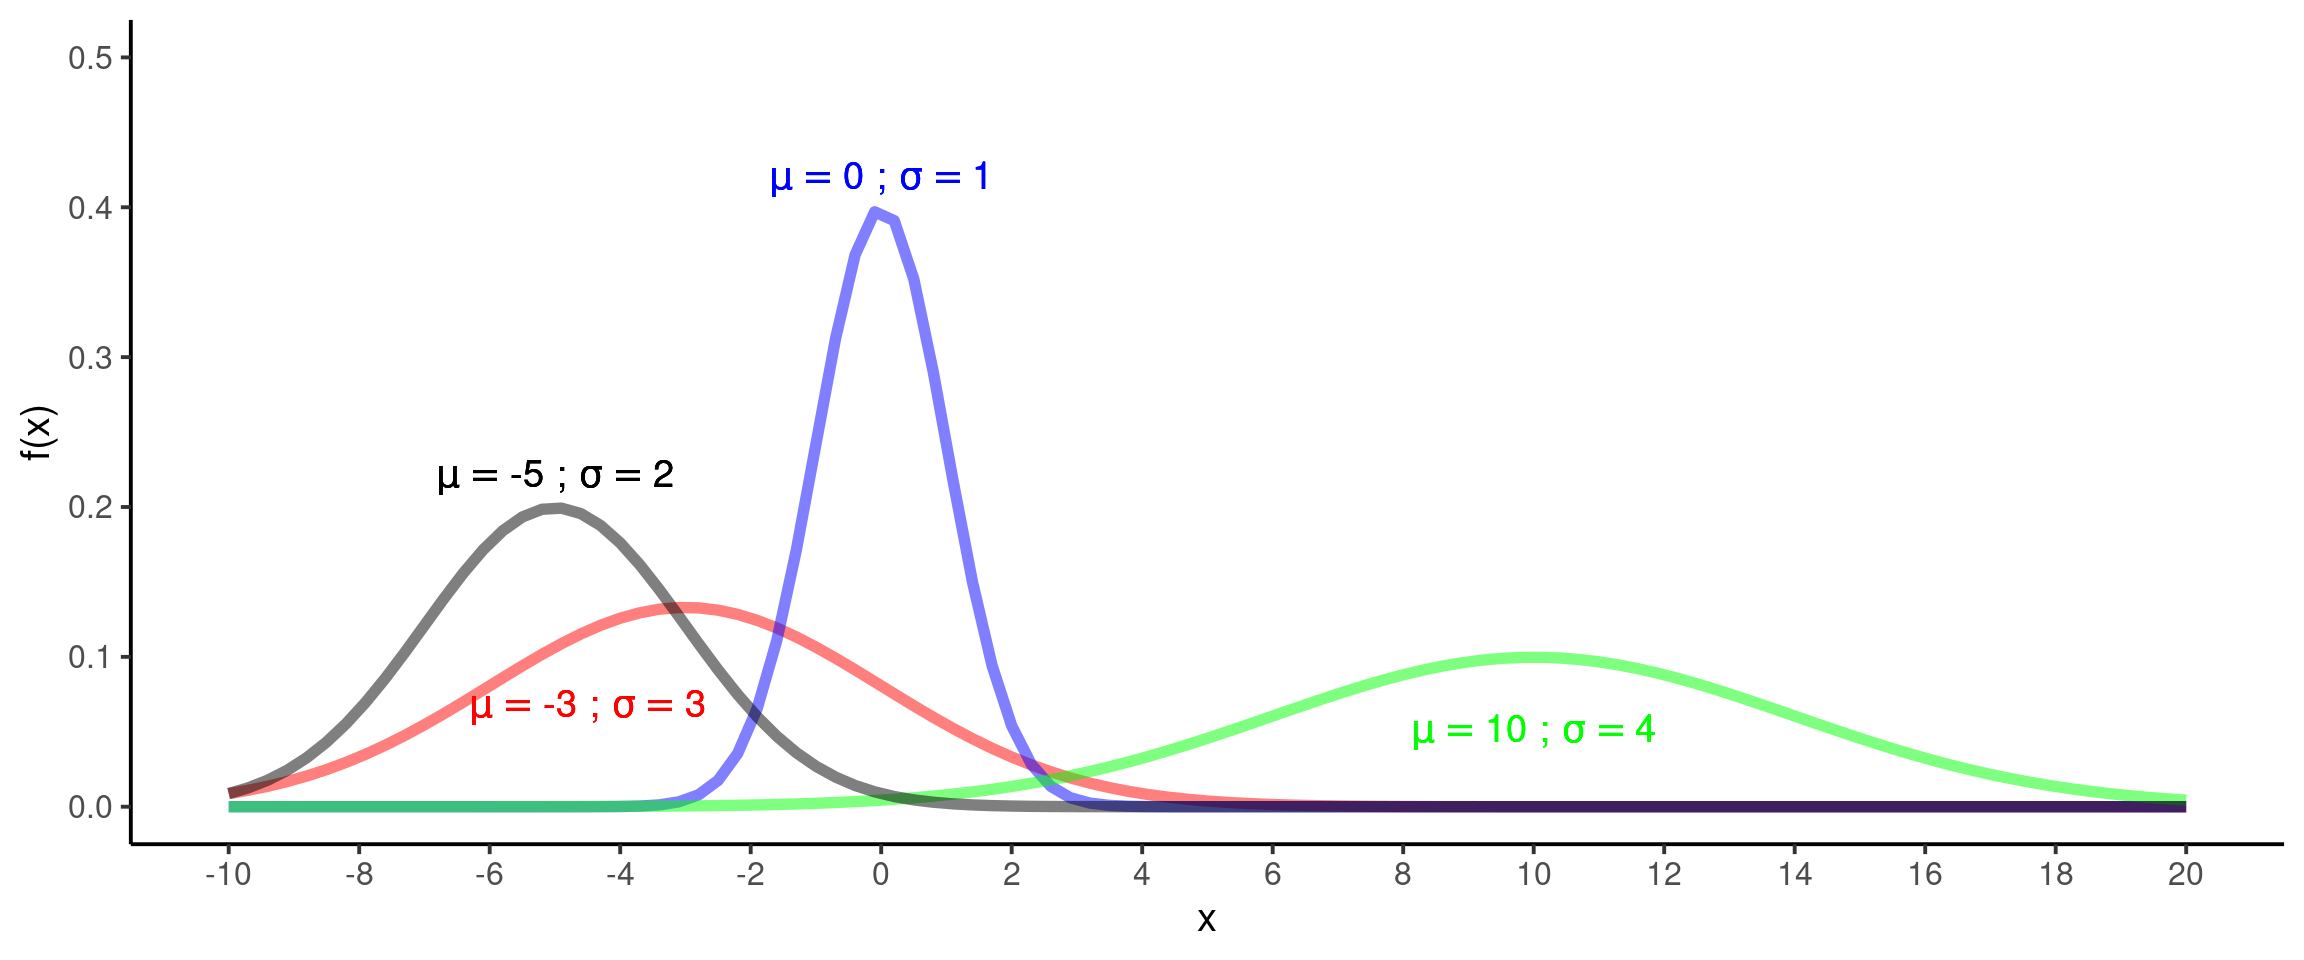 0.5
μ = 0 ; σ = 1
0.4
0.3
f(x)
μ = -5 ; σ = 2
0.2
0.1
μ = -3 ; σ = 3
μ = 10 ; σ = 4
0.0
-10 -8 -6 -4 -2 0 2 4 6 8 10 12 14 16 18 20
x